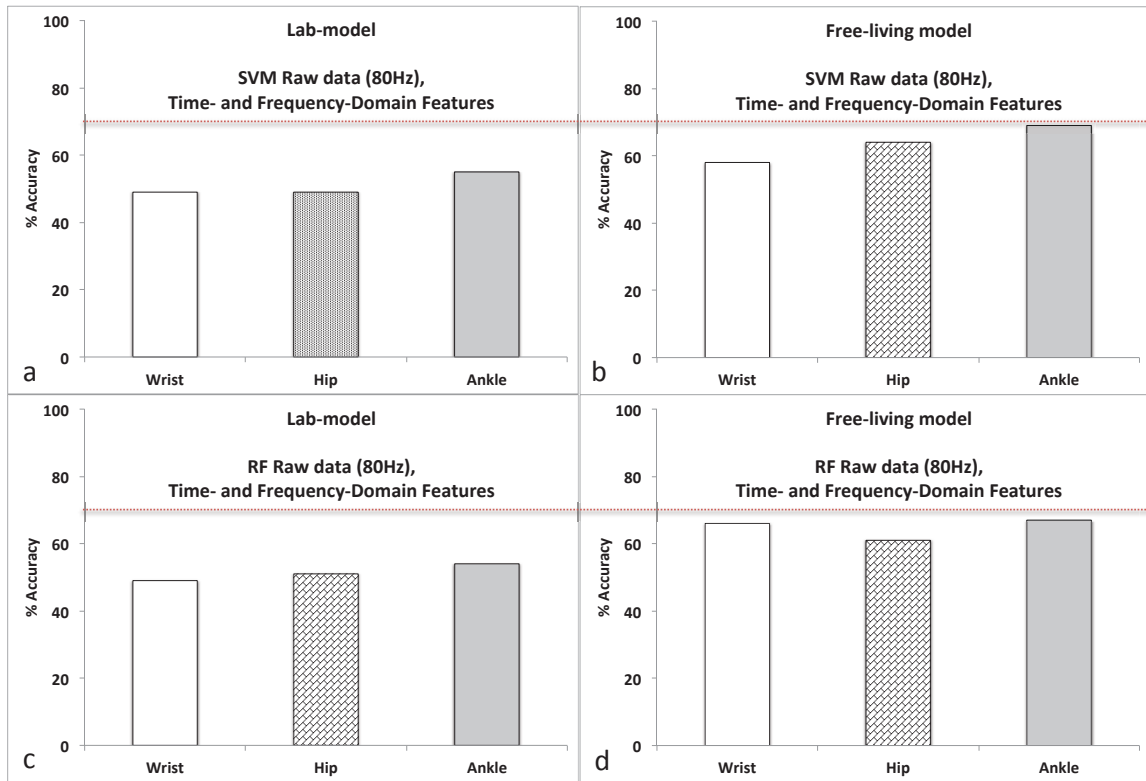 100
80
60
40
20
0
% Accuracy
Lab-model
SVM Raw data (80Hz),
Time- and Frequency-Domain Features
Wrist Hip Ankle
a
100
80
60
40
20
0
% Accuracy
Free-living model
SVM Raw data (80Hz),
Time- and Frequency-Domain Features
Wrist Hip Ankle
b
100
80
60
40
20
0
% Accuracy
Lab-model
RF Raw data (80Hz),
Time- and Frequency-Domain Features
Wrist Hip Ankle
c
100
80
60
40
20
0
% Accuracy
Free-living model
RF Raw data (80Hz),
Time- and Frequency-Domain Features
Wrist Hip Ankle
d